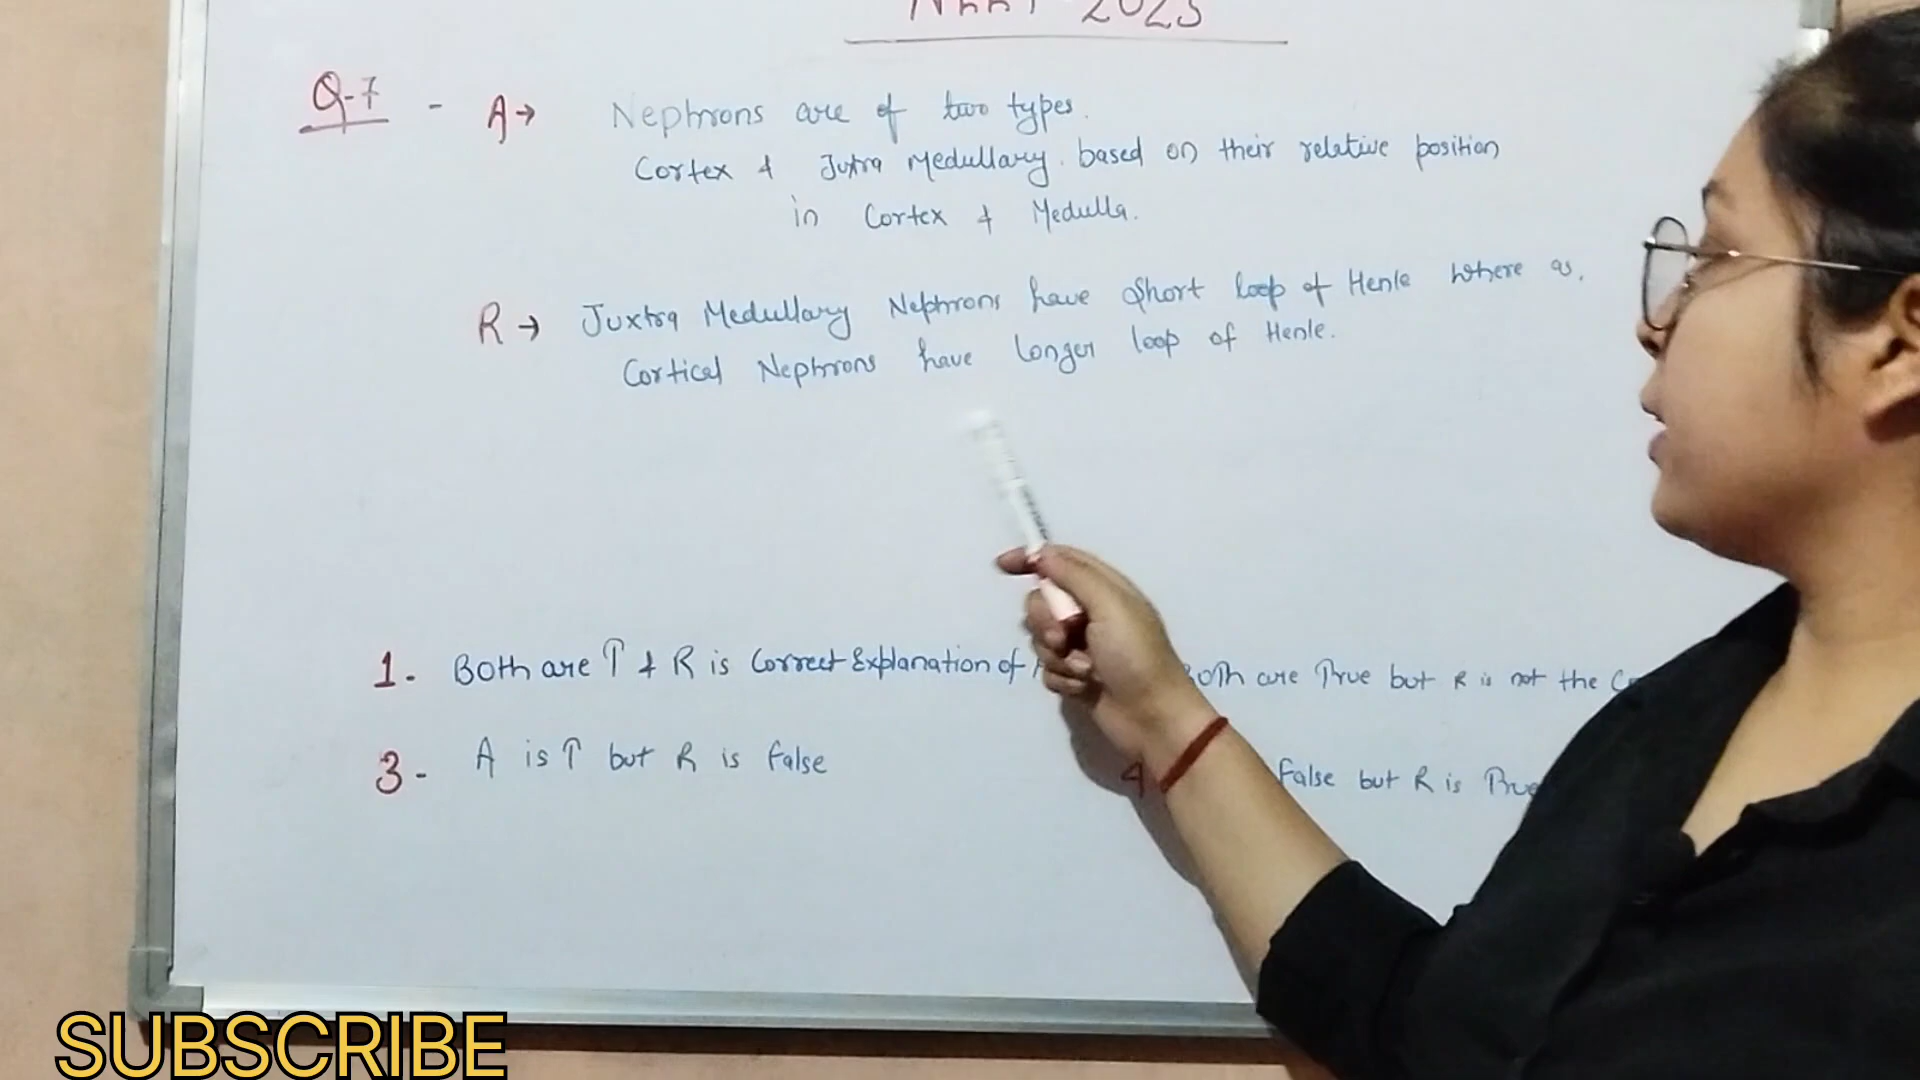 NEET 2023
Q-7 - A→ Nephrons are of two types.
Cortex & Juxtra Medullary. based on their relative position
in Cortex & Medulla.
R→ Juxtra Medullary Nephrons have short loop of Henle where as.
Cortical Nephrons have longer loop of Henle.
1. Both are T & R is Correct Explanation of
Both are True but R is not the
3- A is T but R is false
4 False but R is True
SUBSCRIBE